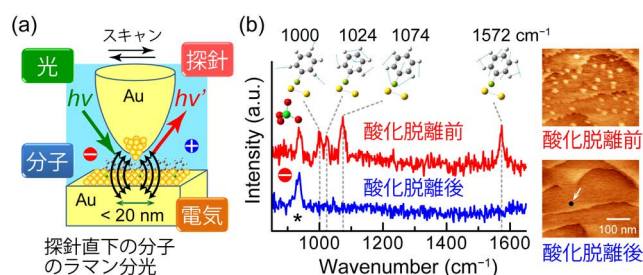 (a)
スキャン
光
探針
Au
hν
hν'
分子
Au
< 20 nm
電気
探針直下の分子
のラマン分光
(b)
1000 1024 1074 1572 cm⁻¹
Intensity (a.u.)
酸化脱離前
酸化脱離後
*
1000 1200 1400 1600
Wavenumber (cm⁻¹)
酸化脱離前
100 nm
酸化脱離後